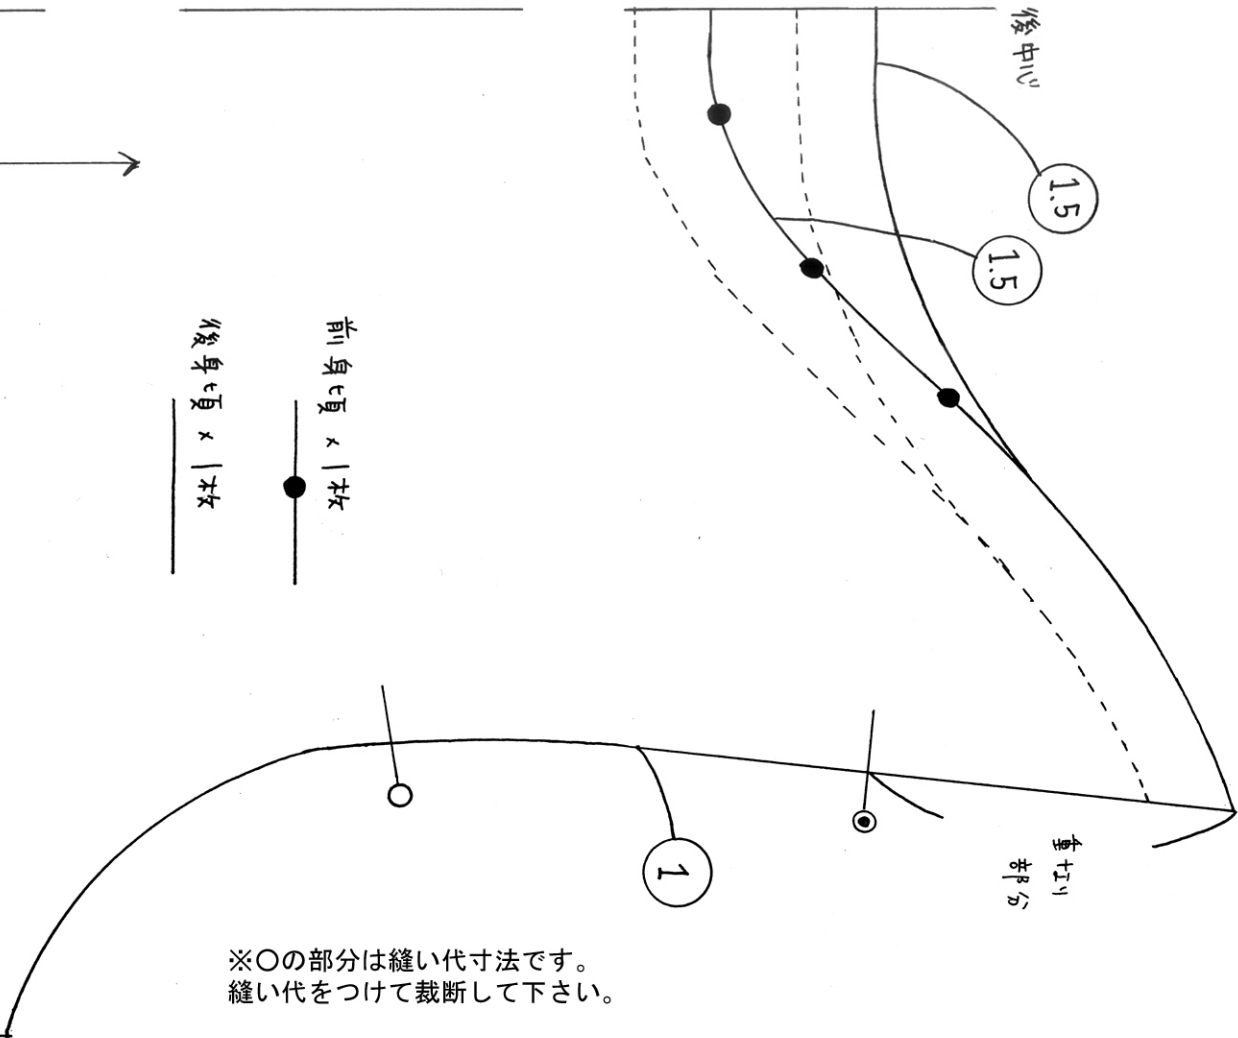 後中心
1.5
1.5
前身頃×1枚
後身頃×1枚
1
重なり
部分
※○の部分は縫い代寸法です。
縫い代をつけて裁断して下さい。